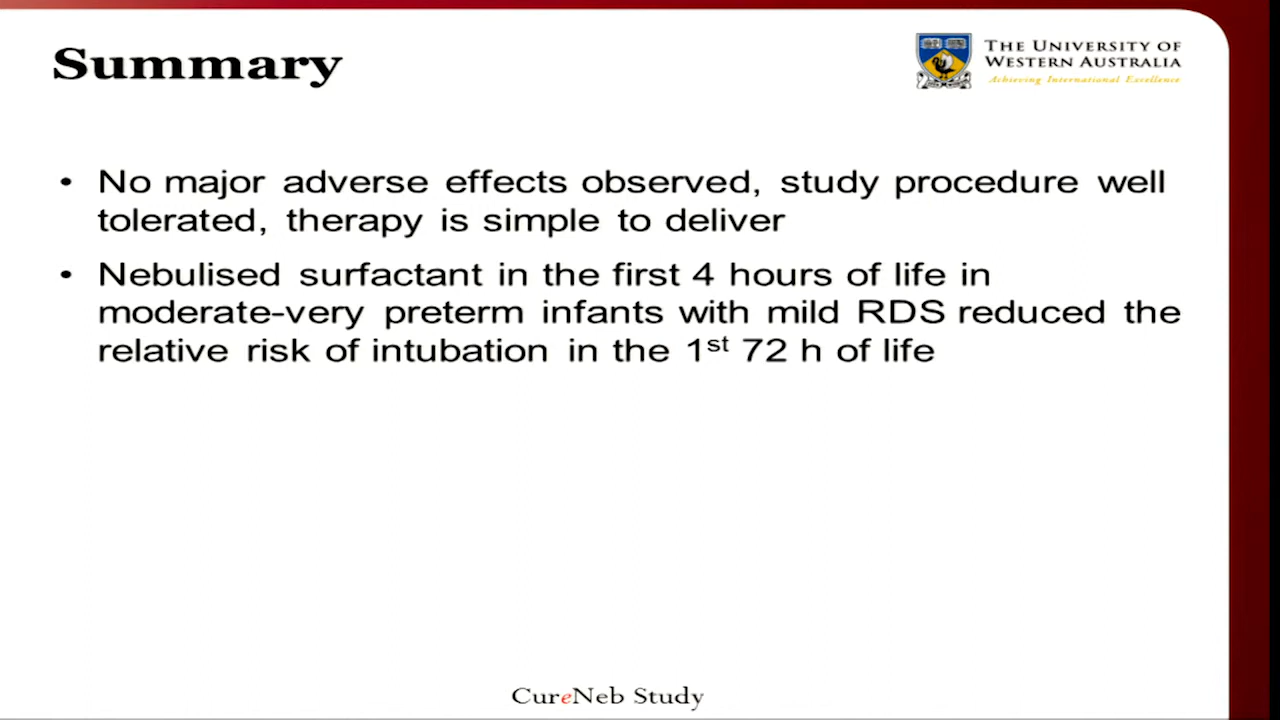 Summary
THE UNIVERSITY OF
WESTERN AUSTRALIA
Achieving International Excellence
• No major adverse effects observed, study procedure well
tolerated, therapy is simple to deliver
• Nebulised surfactant in the first 4 hours of life in
moderate-very preterm infants with mild RDS reduced the
relative risk of intubation in the 1st 72 h of life
CureNeb Study